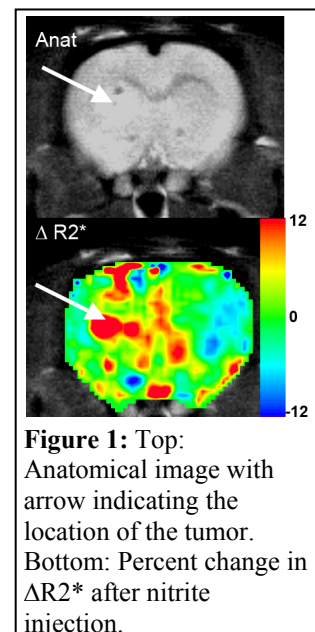 Anat
Δ R2*
12
0
-12
Figure 1: Top:
Anatomical image with
arrow indicating the
location of the tumor.
Bottom: Percent change in
ΔR2* after nitrite
injection.